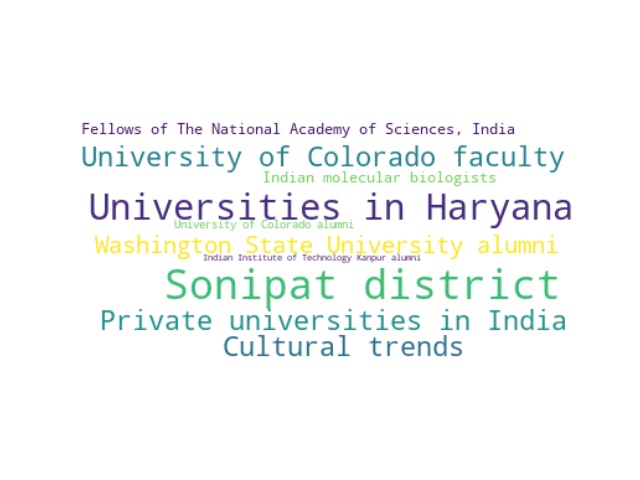 Fellows of The National Academy of Sciences, India
University of Colorado faculty
Indian molecular biologists
Universities in Haryana
University of Colorado alumni
Washington State University alumni
Indian Institute of Technology Kanpur alumni
Sonipat district
Private universities in India
Cultural trends